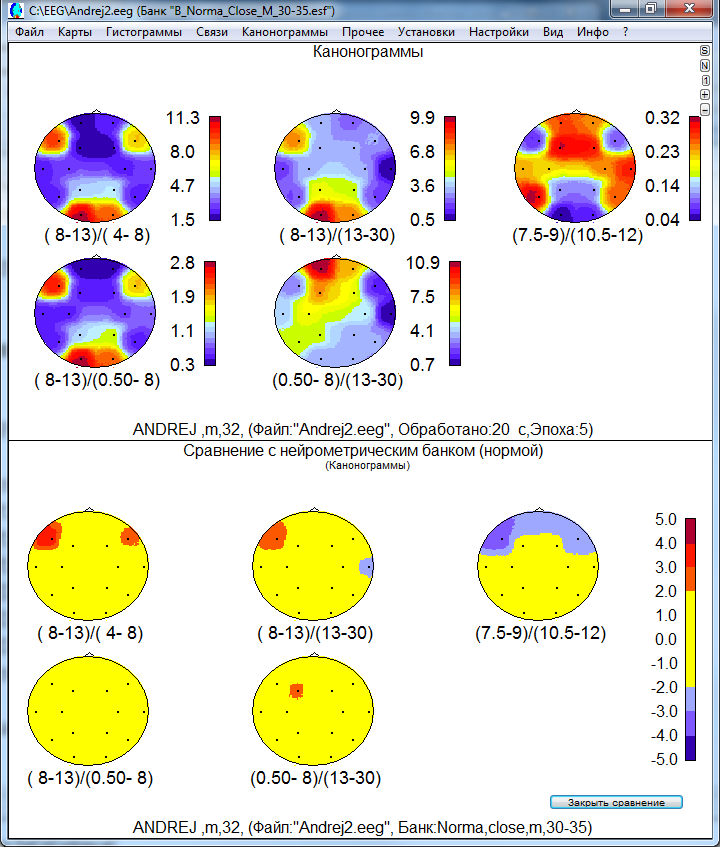 C:\EEG\Andrej2.eeg (Банк "B_Norma_Close_M_30-35.esf")
Файл Карты Гистограммы Связи Канонограммы Прочее Установки Настройки Вид Инфо ?
Канонограммы
S
N
1
+
−
11.3
8.0
4.7
1.5
( 8-13)/( 4- 8)
9.9
6.8
3.6
0.5
( 8-13)/(13-30)
0.32
0.23
0.14
0.04
(7.5-9)/(10.5-12)
2.8
1.9
1.1
0.3
( 8-13)/(0.50- 8)
10.9
7.5
4.1
0.7
(0.50- 8)/(13-30)
ANDREJ ,m,32, (Файл:"Andrej2.eeg", Обработано:20 с,Эпоха:5)
Сравнение с нейрометрическим банком (нормой)
(Канонограммы)
( 8-13)/( 4- 8)
( 8-13)/(13-30)
(7.5-9)/(10.5-12)
( 8-13)/(0.50- 8)
(0.50- 8)/(13-30)
5.0
4.0
3.0
2.0
1.0
0.0
-1.0
-2.0
-3.0
-4.0
-5.0
Закрыть сравнение
ANDREJ ,m,32, (Файл:"Andrej2.eeg", Банк:Norma,close,m,30-35)